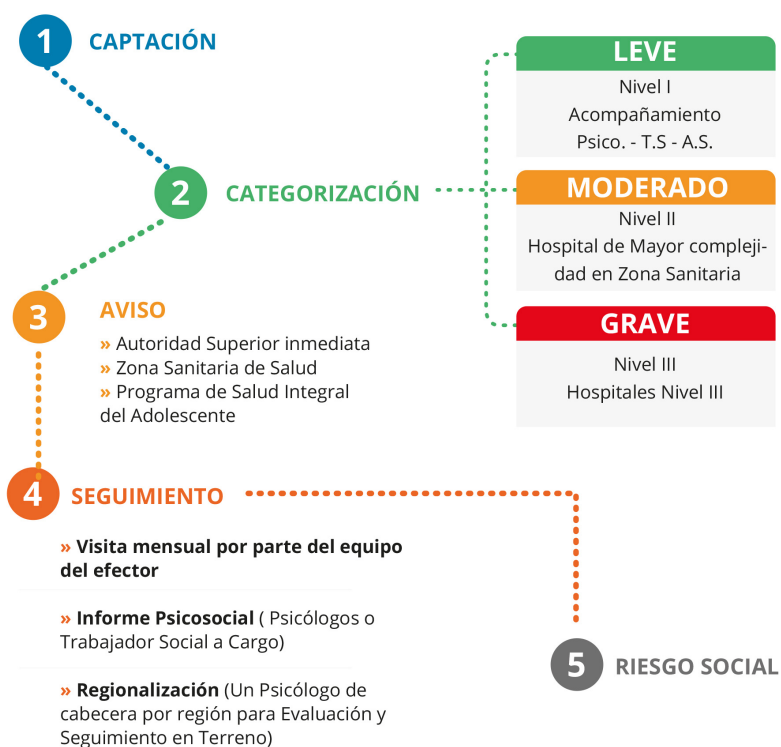 1 CAPTACIÓN
2 CATEGORIZACIÓN
LEVE
Nivel I
Acompañamiento
Psico. - T.S - A.S.
MODERADO
Nivel II
Hospital de Mayor compleji-
dad en Zona Sanitaria
GRAVE
Nivel III
Hospitales Nivel III
3 AVISO
» Autoridad Superior inmediata
» Zona Sanitaria de Salud
» Programa de Salud Integral
del Adolescente
4 SEGUIMIENTO
» Visita mensual por parte del equipo
del efector
» Informe Psicosocial ( Psicólogos o
Trabajador Social a Cargo)
» Regionalización (Un Psicólogo de
cabecera por región para Evaluación y
Seguimiento en Terreno)
5 RIESGO SOCIAL